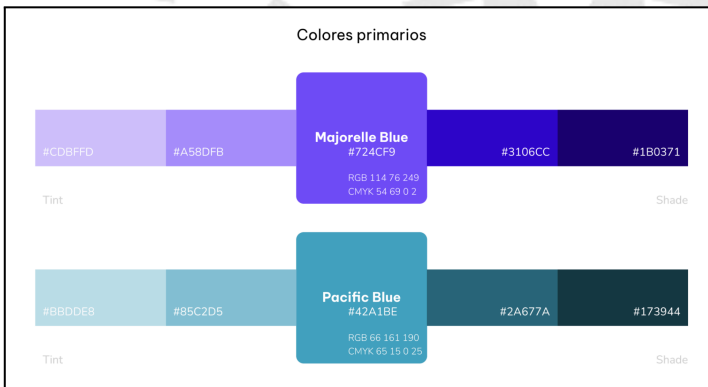 Colores primarios
Majorelle Blue
#CDBFFD
#A58DFB
#724CF9
#3106CC
#1B0371
RGB 114 76 249
CMYK 54 69 0 2
Tint
Shade
Pacific Blue
#BBDDE8
#85C2D5
#42A1BE
#2A677A
#173944
RGB 66 161 190
CMYK 65 15 0 25
Tint
Shade